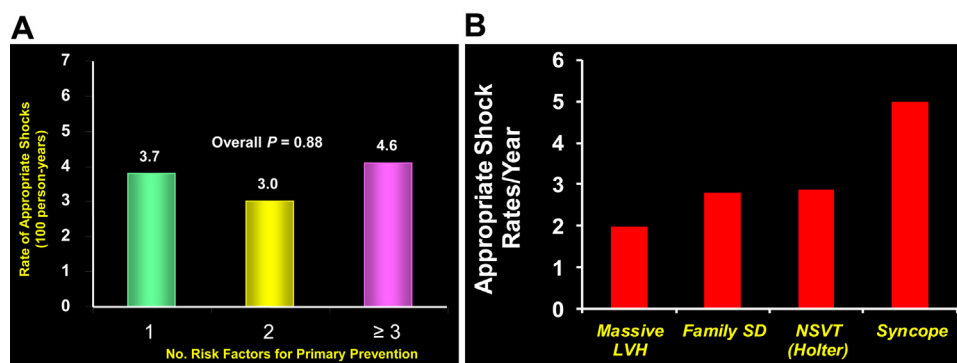 A
Rate of Appropriate Shocks
(100 person-years)
7
6
5
4
3
2
1
0
Overall P = 0.88
3.7
3.0
4.6
1
2
≥ 3
No. Risk Factors for Primary Prevention
B
Appropriate Shock
Rates/Year
6
5
4
3
2
1
0
Massive
LVH
Family SD
NSVT
(Holter)
Syncope